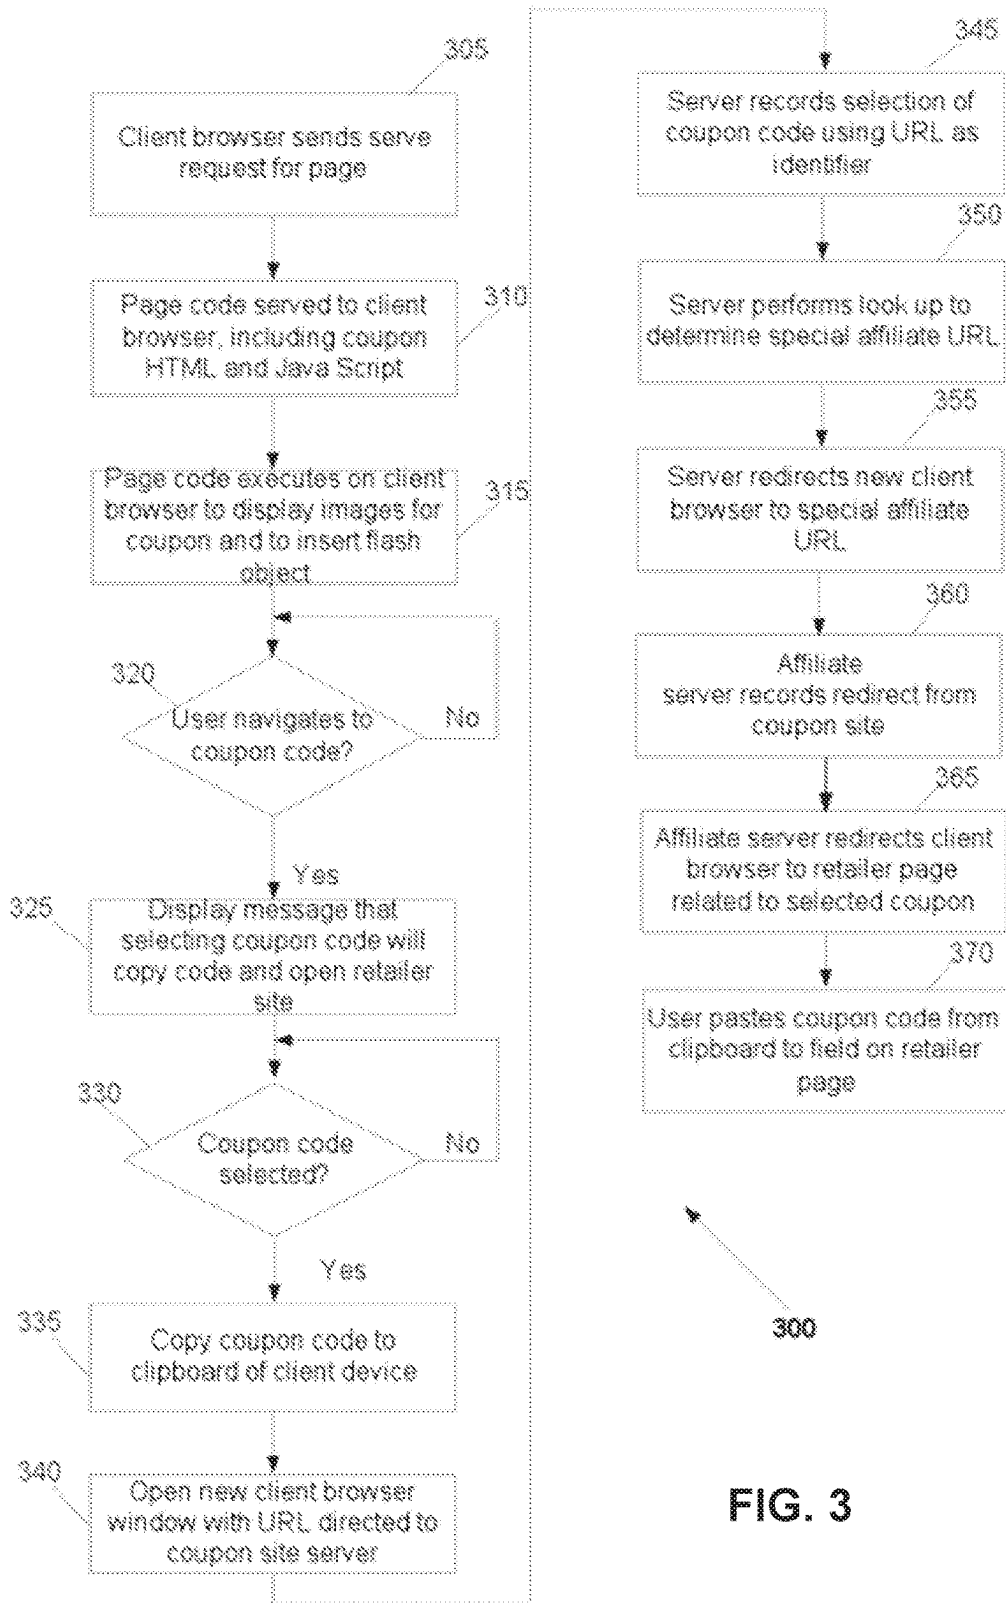 305
Client browser sends serve
request for page
310
Page code served to client
browser, including coupon
HTML and Java Script
315
Page code executes on client
browser to display images for
coupon and to insert flash
object
320
User navigates to
coupon code?
No
Yes
325
Display message that
selecting coupon code will
copy code and open retailer
site
330
Coupon code
selected?
No
Yes
335
Copy coupon code to
clipboard of client device
340
Open new client browser
window with URL directed to
coupon site server
345
Server records selection of
coupon code using URL as
identifier
350
Server performs look up to
determine special affiliate URL
355
Server redirects new client
browser to special affiliate
URL
360
Affiliate
server records redirect from
coupon site
365
Affiliate server redirects client
browser to retailer page
related to selected coupon
370
User pastes coupon code from
clipboard to field on retailer
page
300
FIG. 3